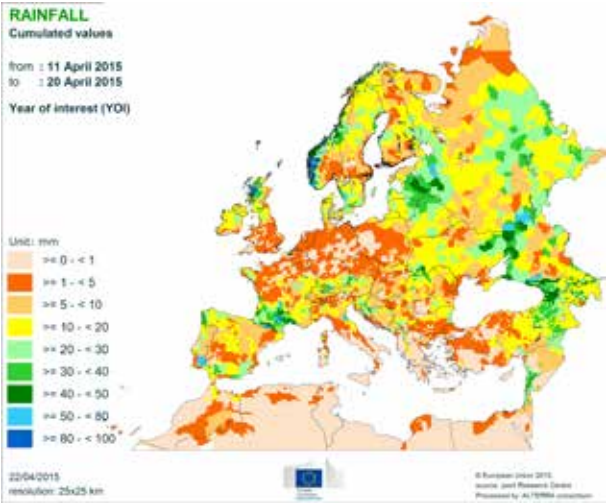 RAINFALL
Cumulated values
from : 11 April 2015
to : 20 April 2015
Year of interest (YOI)
Unit: mm
>= 0 - < 1
>= 1 - < 5
>= 5 - < 10
>= 10 - < 20
>= 20 - < 30
>= 30 - < 40
>= 40 - < 50
>= 50 - < 80
>= 80 - < 100
22/04/2015
resolution: 25x25 km
© European Union 2015
source: Joint Research Centre
Processed by ALTERRA consortium